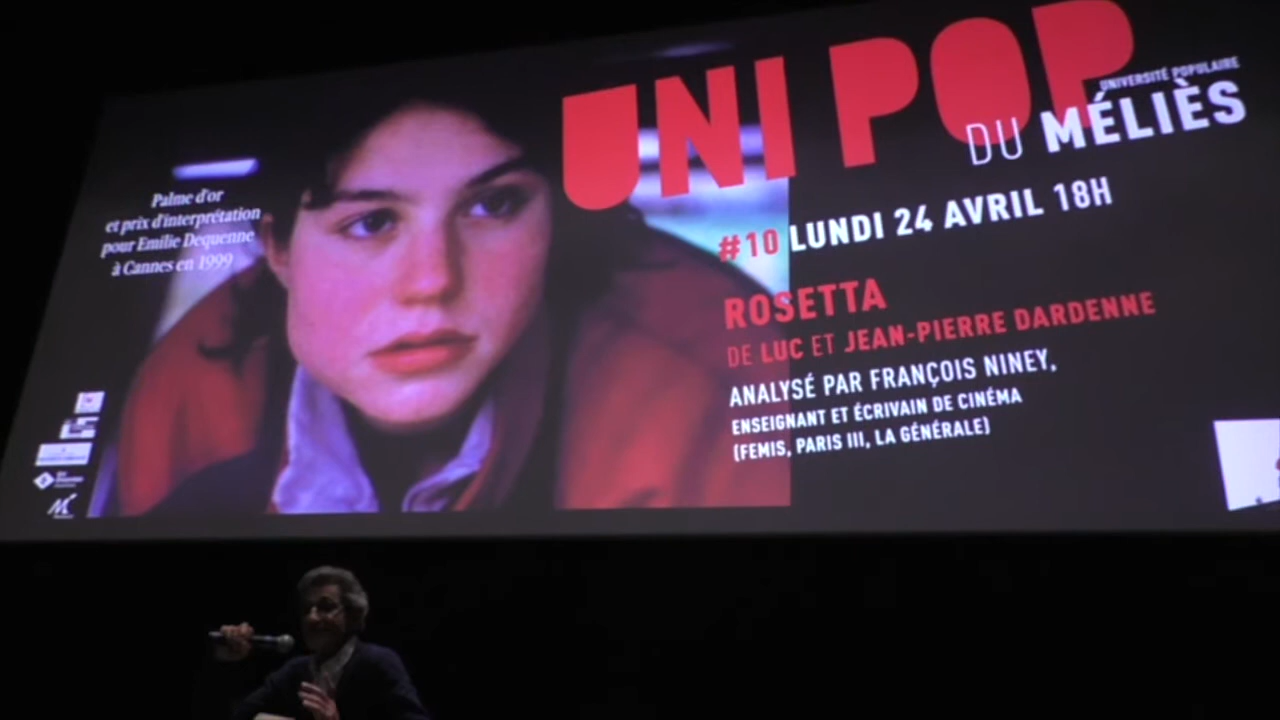 UNI POP
UNIVERSITÉ POPULAIRE
DU MÉLIÈS
Palme d'or
et prix d'interprétation
pour Emilie Dequenne
à Cannes en 1999
#10 LUNDI 24 AVRIL 18H
ROSETTA
DE LUC ET JEAN-PIERRE DARDENNE
ANALYSÉ PAR FRANÇOIS NINEY,
ENSEIGNANT ET ÉCRIVAIN DE CINÉMA
(FEMIS, PARIS III, LA GÉNÉRALE)